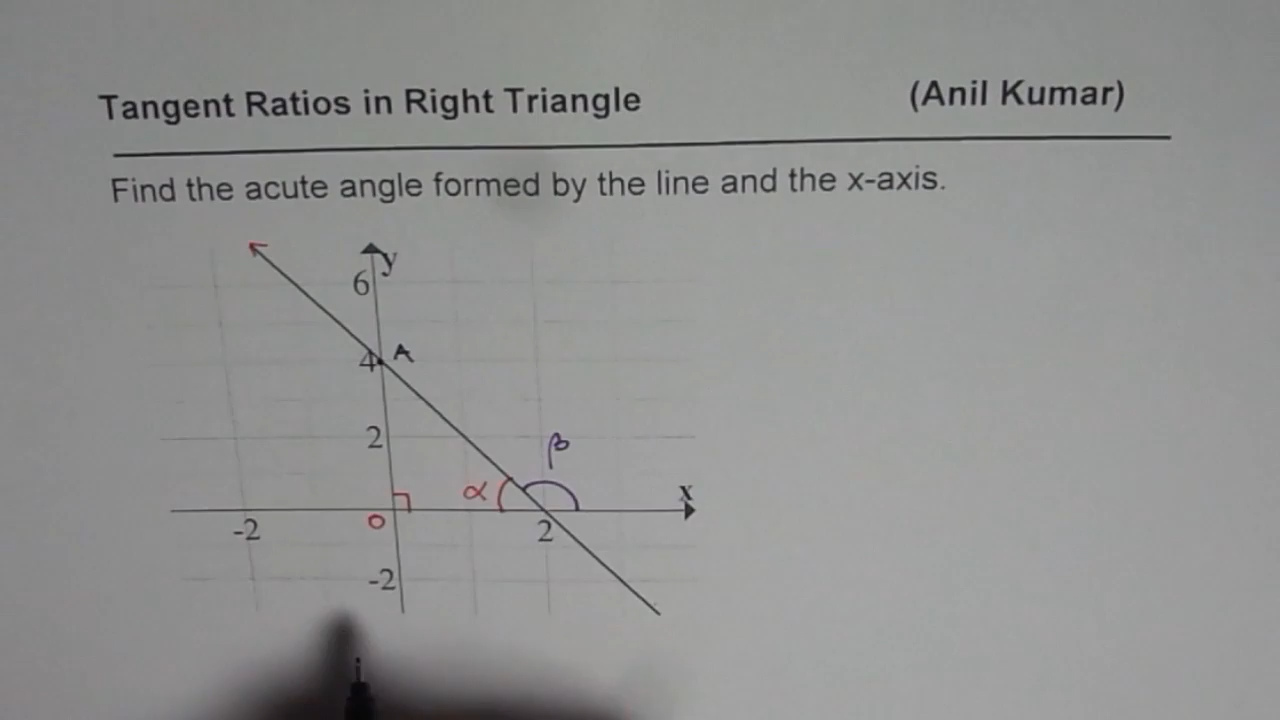 Tangent Ratios in Right Triangle (Anil Kumar)
Find the acute angle formed by the line and the x-axis.
y
6
4 A
2
β
α
x
-2 O 2
-2